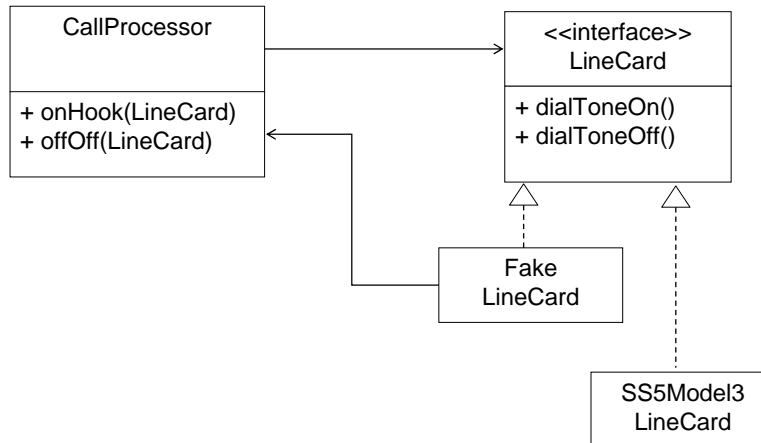 CallProcessor
+ onHook(LineCard)
+ offOff(LineCard)
<<interface>>
LineCard
+ dialToneOn()
+ dialToneOff()
Fake
LineCard
SS5Model3
LineCard